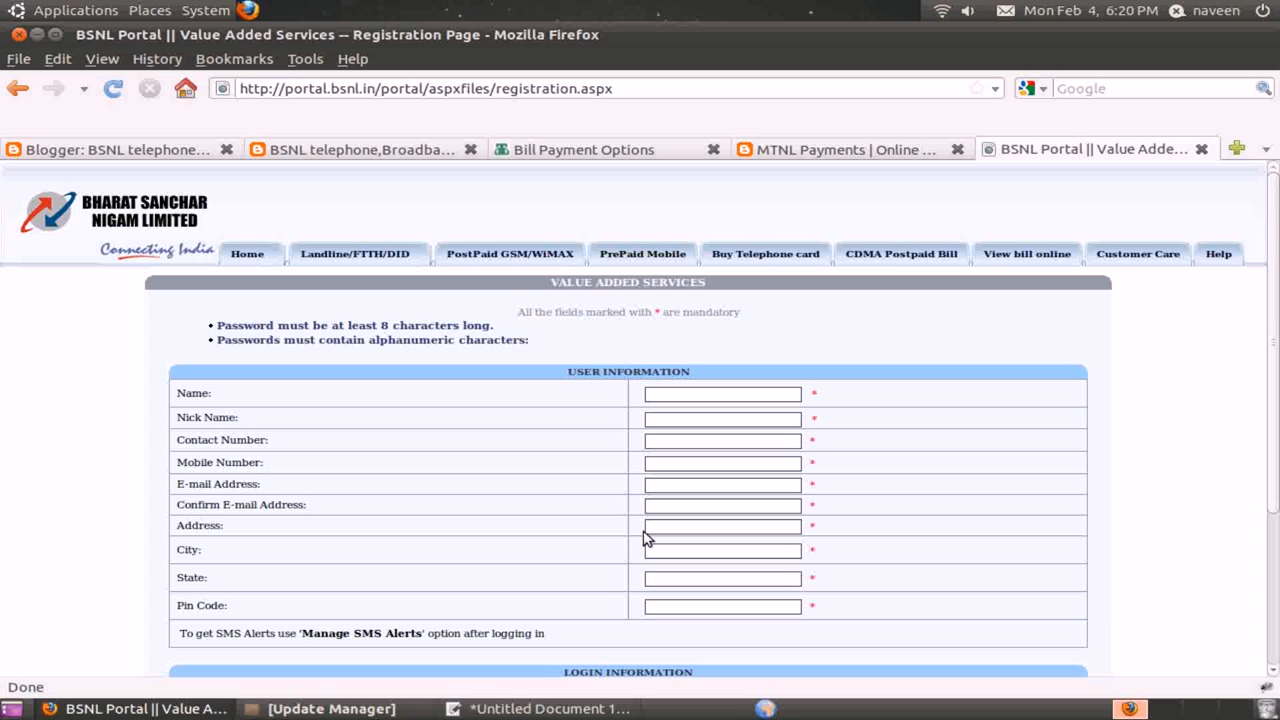 Applications Places System
Mon Feb 4, 6:20 PM naveen
BSNL Portal || Value Added Services -- Registration Page - Mozilla Firefox
File Edit View History Bookmarks Tools Help
http://portal.bsnl.in/portal/aspxfiles/registration.aspx
Google
Blogger: BSNL telephone... BSNL telephone,Broadba... Bill Payment Options MTNL Payments | Online ... BSNL Portal || Value Adde...
BHARAT SANCHAR
NIGAM LIMITED
Connecting India
Home Landline/FTTH/DID PostPaid GSM/WiMAX PrePaid Mobile Buy Telephone card CDMA Postpaid Bill View bill online Customer Care Help
VALUE ADDED SERVICES
All the fields marked with * are mandatory
• Password must be at least 8 characters long.
• Passwords must contain alphanumeric characters:
USER INFORMATION
Name: *
Nick Name: *
Contact Number: *
Mobile Number: *
E-mail Address: *
Confirm E-mail Address: *
Address: *
City: *
State: *
Pin Code: *
To get SMS Alerts use 'Manage SMS Alerts' option after logging in
LOGIN INFORMATION
Done
BSNL Portal || Value A... [Update Manager] *Untitled Document 1...